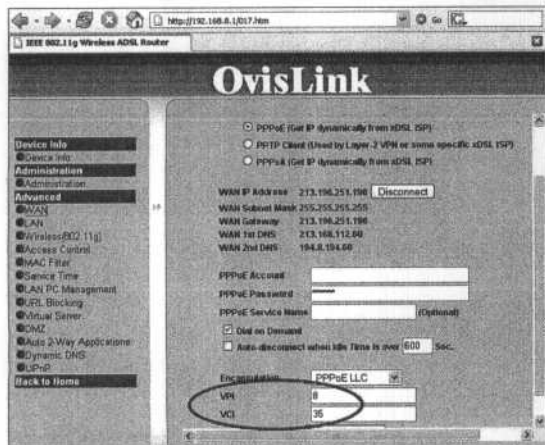 http://192.168.8.1/017.htm
Go
IEEE 802.11g Wireless ADSL Router
OvisLink
PPPoE (Get IP dynamically from xDSL ISP)
PPTP Client (Used by Layer-2 VPN or some specific xDSL ISP)
PPPoA (Get IP dynamically from xDSL ISP)
Device Info
Device Info
Administration
Administration
Advanced
WAN
LAN
Wireless(802.11g)
Access Control
MAC Filter
Service Time
LAN PC Management
URL Blocking
Virtual Server
DMZ
Auto 2-Way Applications
Dynamic DNS
UPnP
Back to Home
WAN IP Address 213.196.251.196 Disconnect
WAN Subnet Mask 255.255.255.255
WAN Gateway 213.196.251.196
WAN 1st DNS 213.168.112.60
WAN 2nd DNS 194.8.194.60
PPPoE Account
PPPoE Password
PPPoE Service Name (Optional)
Dial on Demand
Auto-disconnect when Idle Time is over 600 Sec.
Encapsulation PPPoE LLC
VPI 8
VCI 35